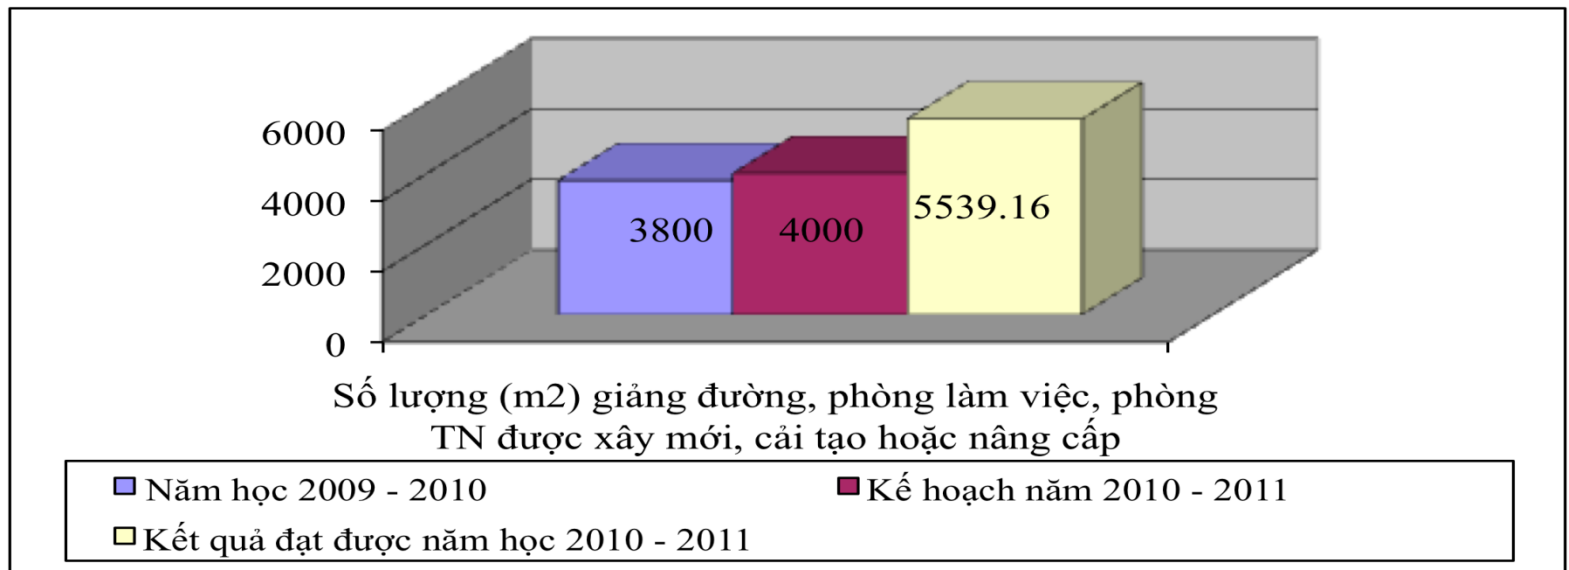 6000
4000
2000
0
3800
4000
5539.16
Số lượng (m2) giảng đường, phòng làm việc, phòng
TN được xây mới, cải tạo hoặc nâng cấp
Năm học 2009 - 2010
Kế hoạch năm 2010 - 2011
Kết quả đạt được năm học 2010 - 2011